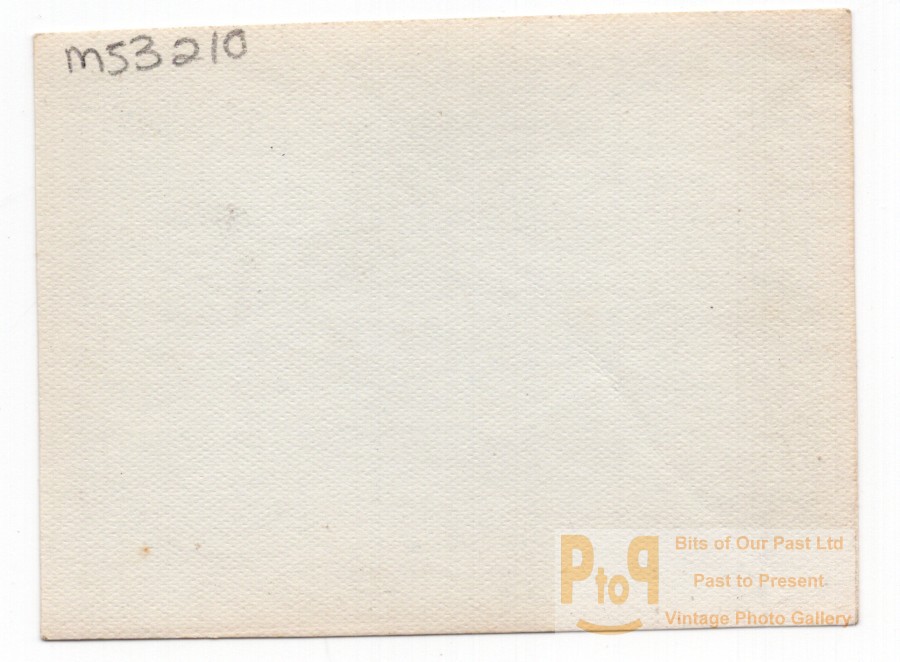 m53210
PtoP
Bits of Our Past Ltd
Past to Present
Vintage Photo Gallery